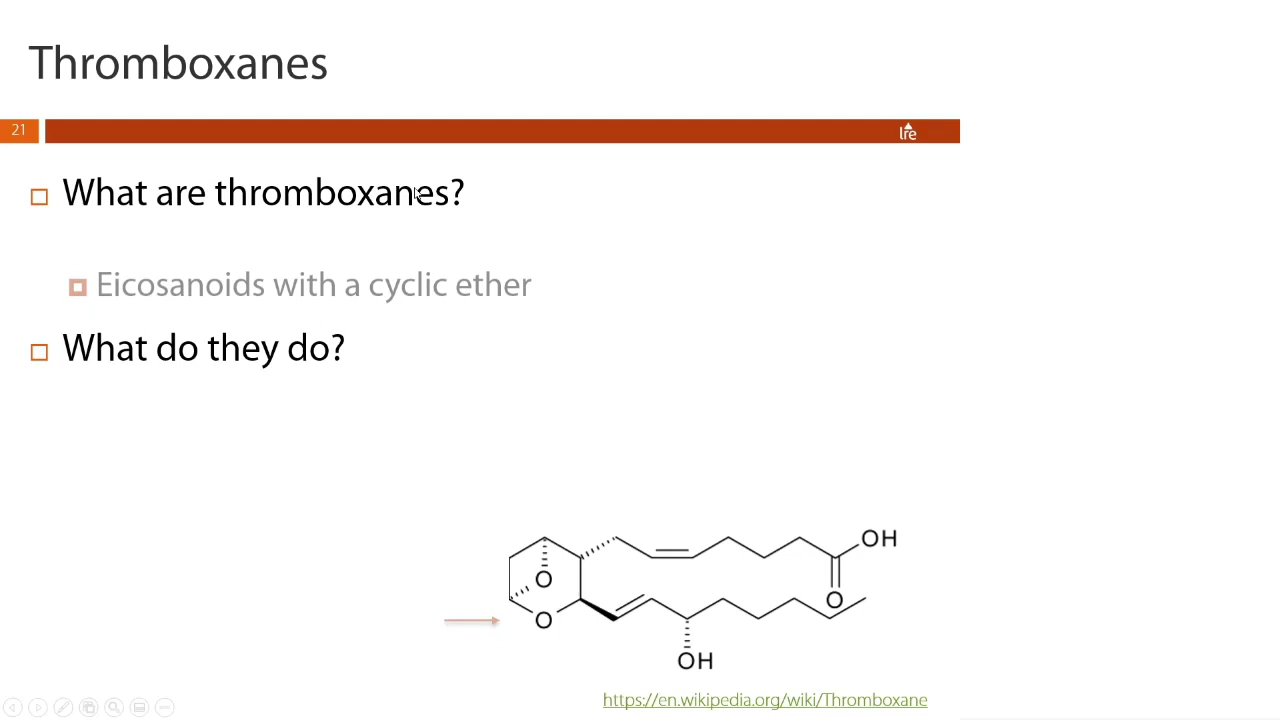 Thromboxanes
21
lre
What are thromboxanes?
Eicosanoids with a cyclic ether
What do they do?
OH
O
O
O
OH
https://en.wikipedia.org/wiki/Thromboxane